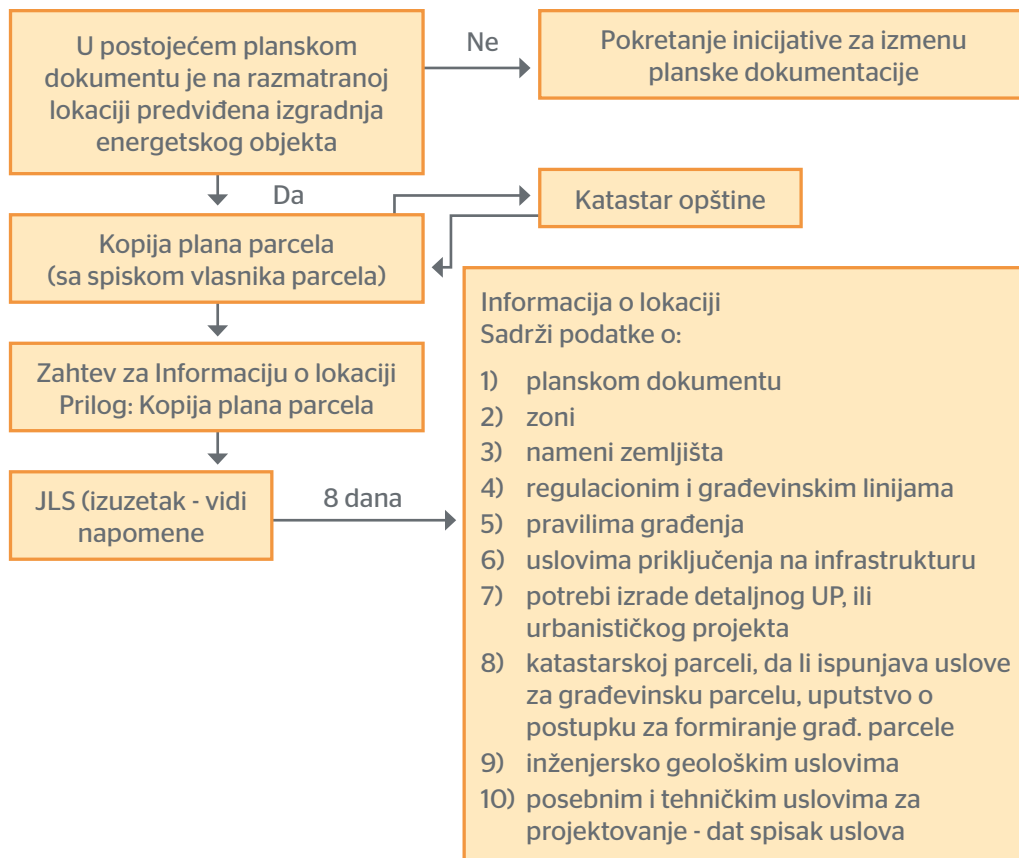 U postojećem planskom
dokumentu je na razmatranoj
lokaciji predviđena izgradnja
energetskog objekta
Ne
Pokretanje inicijative za izmenu
planske dokumentacije
Da
Katastar opštine
Kopija plana parcela
(sa spiskom vlasnika parcela)
Zahtev za Informaciju o lokaciji
Prilog: Kopija plana parcela
JLS (izuzetak - vidi
napomene
8 dana
Informacija o lokaciji
Sadrži podatke o:
1) planskom dokumentu
2) zoni
3) nameni zemljišta
4) regulacionim i građevinskim linijama
5) pravilima građenja
6) uslovima priključenja na infrastrukturu
7) potrebi izrade detaljnog UP, ili
urbanističkog projekta
8) katastarskoj parceli, da li ispunjava uslove
za građevinsku parcelu, uputstvo o
postupku za formiranje građ. parcele
9) inženjersko geološkim uslovima
10) posebnim i tehničkim uslovima za
projektovanje - dat spisak uslova